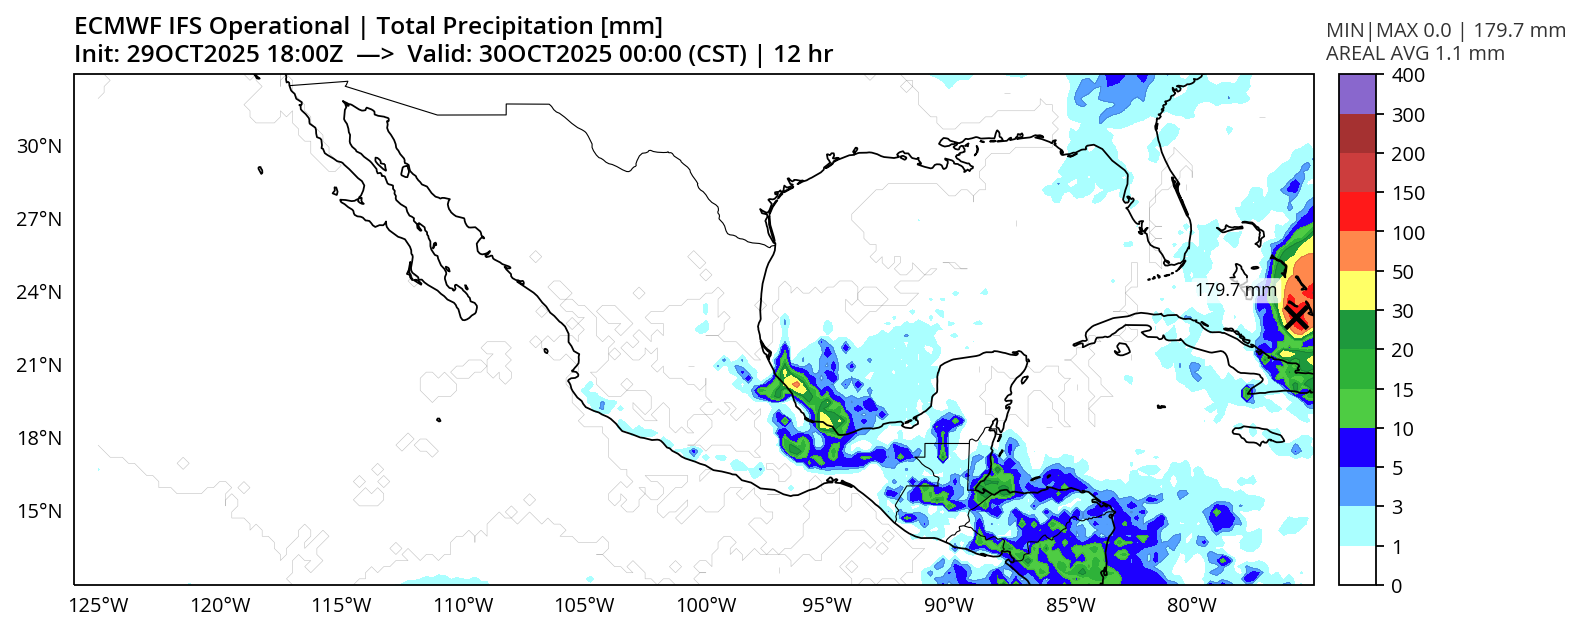 ECMWF IFS Operational | Total Precipitation [mm]
Init: 29OCT2025 18:00Z —> Valid: 30OCT2025 00:00 (CST) | 12 hr
MIN|MAX 0.0 | 179.7 mm
AREAL AVG 1.1 mm
400
300
200
150
100
50
30
20
15
10
5
3
1
0
30°N
27°N
24°N
21°N
18°N
15°N
179.7 mm
125°W
120°W
115°W
110°W
105°W
100°W
95°W
90°W
85°W
80°W